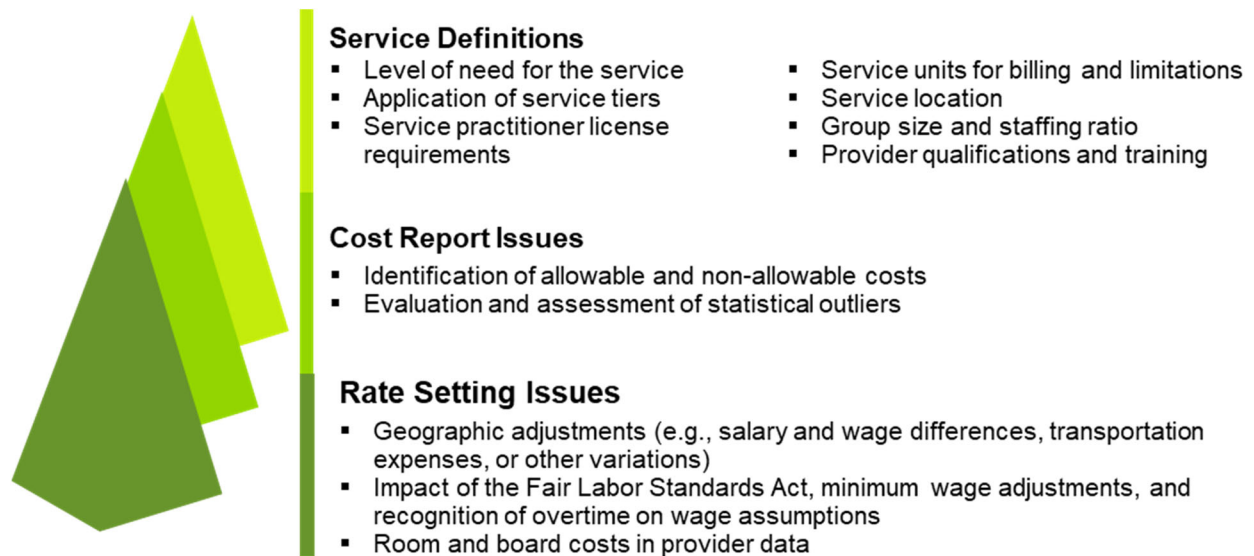 Service Definitions
▪ Level of need for the service
▪ Application of service tiers
▪ Service practitioner license
requirements
▪ Service units for billing and limitations
▪ Service location
▪ Group size and staffing ratio
▪ Provider qualifications and training
Cost Report Issues
▪ Identification of allowable and non-allowable costs
▪ Evaluation and assessment of statistical outliers
Rate Setting Issues
▪ Geographic adjustments (e.g., salary and wage differences, transportation
expenses, or other variations)
▪ Impact of the Fair Labor Standards Act, minimum wage adjustments, and
recognition of overtime on wage assumptions
▪ Room and board costs in provider data